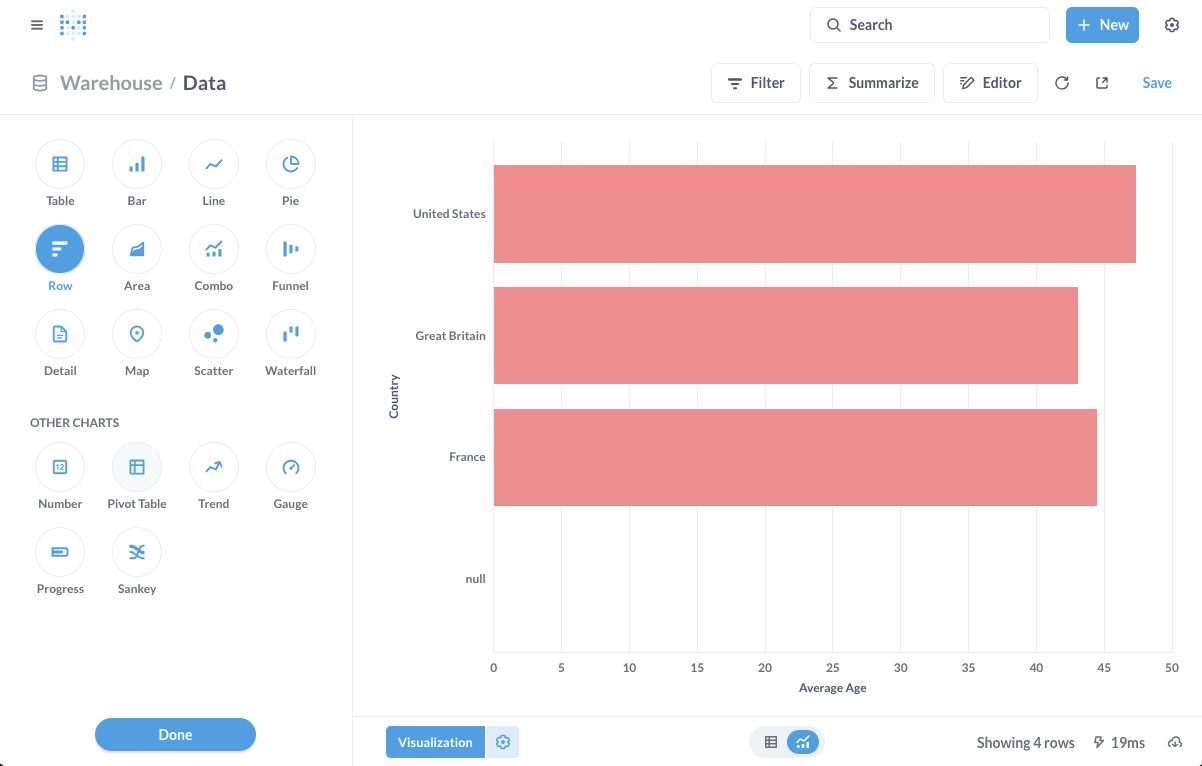 Search
New
Warehouse / Data
Filter
Summarize
Editor
Save
Table
Bar
Line
Pie
Row
Area
Combo
Funnel
Detail
Map
Scatter
Waterfall
OTHER CHARTS
12
Number
Pivot Table
Trend
Gauge
Progress
Sankey
Done
Country
United States
Great Britain
France
null
0 5 10 15 20 25 30 35 40 45 50
Average Age
Visualization
Showing 4 rows
19ms